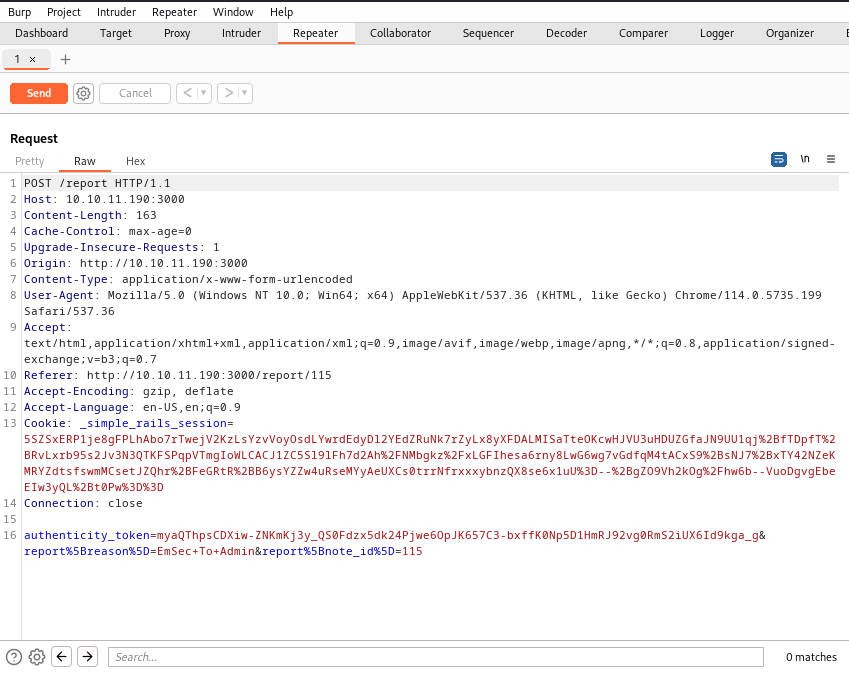 Burp Project Intruder Repeater Window Help
Dashboard Target Proxy Intruder Repeater Collaborator Sequencer Decoder Comparer Logger Organizer E
1 × +
Send Cancel < ▾ > ▾
Request
Pretty Raw Hex \n ≡
1 POST /report HTTP/1.1
2 Host: 10.10.11.190:3000
3 Content-Length: 163
4 Cache-Control: max-age=0
5 Upgrade-Insecure-Requests: 1
6 Origin: http://10.10.11.190:3000
7 Content-Type: application/x-www-form-urlencoded
8 User-Agent: Mozilla/5.0 (Windows NT 10.0; Win64; x64) AppleWebKit/537.36 (KHTML, like Gecko) Chrome/114.0.5735.199
Safari/537.36
9 Accept:
text/html,application/xhtml+xml,application/xml;q=0.9,image/avif,image/webp,image/apng,*/*;q=0.8,application/signed-
exchange;v=b3;q=0.7
10 Referer: http://10.10.11.190:3000/report/115
11 Accept-Encoding: gzip, deflate
12 Accept-Language: en-US,en;q=0.9
13 Cookie: _simple_rails_session=
5SZSxERP1je8gFPLhAbo7rTwejV2KzLsYzvVoyOsdLYwrdEdyDl2YEdZRuNk7rZyLx8yXFDALMISaTteOKcwHJVU3uHDUZGfaJN9UU1qj%2BfTDpfT%2
BRvLxrb95s2Jv3N3QTKFSPqpVTmgIoWLCACJ1ZC5S191Fh7d2Ah%2FNMbgkz%2FxLGFIhesa6rny8LwG6wg7vGdfqM4tACxS9%2BsNJ7%2BxTY42NZeK
MRYZdtsfswmMCsetJZQhr%2BFeGRtR%2BB6ysYZZw4uRseMYyAeUXCs0trrNfrxxxybnzQX8se6x1uU%3D--%2BgZO9Vh2kOg%2Fhw6b--VuoDgvgEbe
EIw3yQL%2Bt0Pw%3D%3D
14 Connection: close
15
16 authenticity_token=myaQThpsCDXiw-ZNKmKj3y_QS0Fdzx5dk24Pjwe6OpJK657C3-bxffK0Np5D1HmRJ92vg0RmS2iUX6Id9kga_g&
report%5Breason%5D=EmSec+To+Admin&report%5Bnote_id%5D=115
? Search... 0 matches